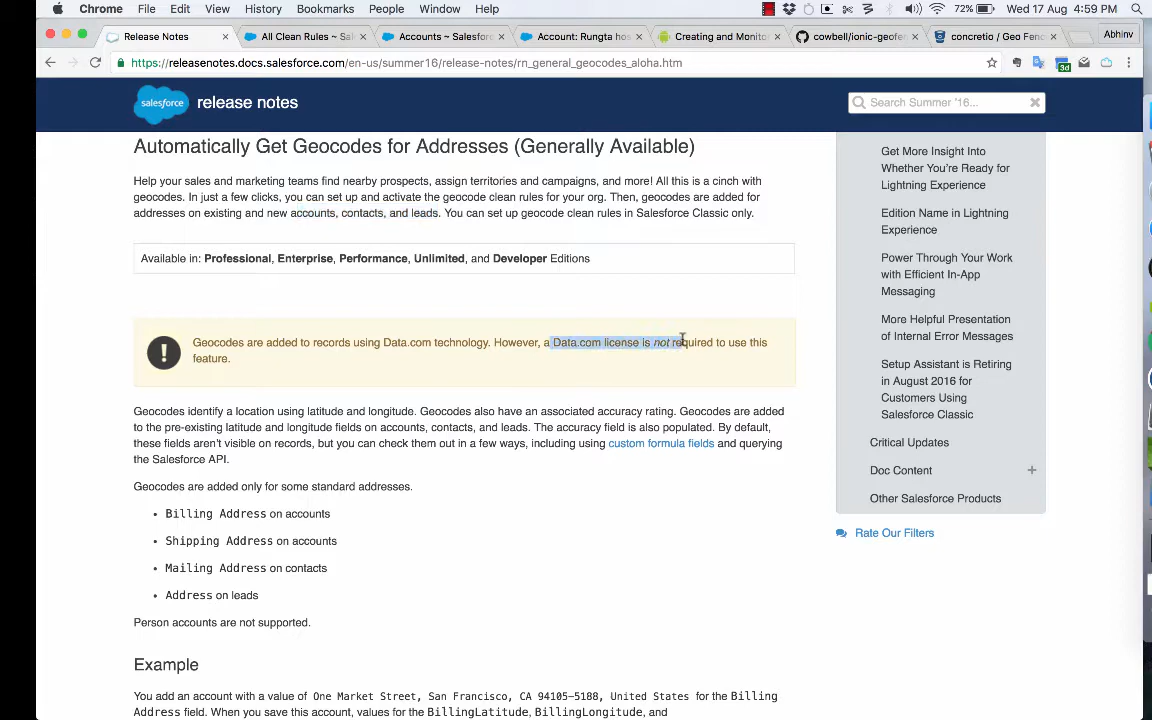 Chrome File Edit View History Bookmarks People Window Help
72% Wed 17 Aug 4:59 PM
Release Notes
All Clean Rules ~ Sal
Accounts ~ Salesforc
Account: Rungta hos
Creating and Monito
cowbell/ionic-geofen
concretio / Geo Fenc
Abhinv
https://releasenotes.docs.salesforce.com/en-us/summer16/release-notes/rn_general_geocodes_aloha.htm
3d
salesforce release notes
Search Summer '16...
Automatically Get Geocodes for Addresses (Generally Available)
Help your sales and marketing teams find nearby prospects, assign territories and campaigns, and more! All this is a cinch with
geocodes. In just a few clicks, you can set up and activate the geocode clean rules for your org. Then, geocodes are added for
addresses on existing and new accounts, contacts, and leads. You can set up geocode clean rules in Salesforce Classic only.
Available in: Professional, Enterprise, Performance, Unlimited, and Developer Editions
Geocodes are added to records using Data.com technology. However, a Data.com license is not required to use this
feature.
Geocodes identify a location using latitude and longitude. Geocodes also have an associated accuracy rating. Geocodes are added
to the pre-existing latitude and longitude fields on accounts, contacts, and leads. The accuracy field is also populated. By default,
these fields aren't visible on records, but you can check them out in a few ways, including using custom formula fields and querying
the Salesforce API.
Geocodes are added only for some standard addresses.
• Billing Address on accounts
• Shipping Address on accounts
• Mailing Address on contacts
• Address on leads
Person accounts are not supported.
Example
You add an account with a value of One Market Street, San Francisco, CA 94105-5188, United States for the Billing
Address field. When you save this account, values for the BillingLatitude, BillingLongitude, and
Get More Insight Into
Whether You're Ready for
Lightning Experience
Edition Name in Lightning
Experience
Power Through Your Work
with Efficient In-App
Messaging
More Helpful Presentation
of Internal Error Messages
Setup Assistant is Retiring
in August 2016 for
Customers Using
Salesforce Classic
Critical Updates
Doc Content +
Other Salesforce Products
Rate Our Filters